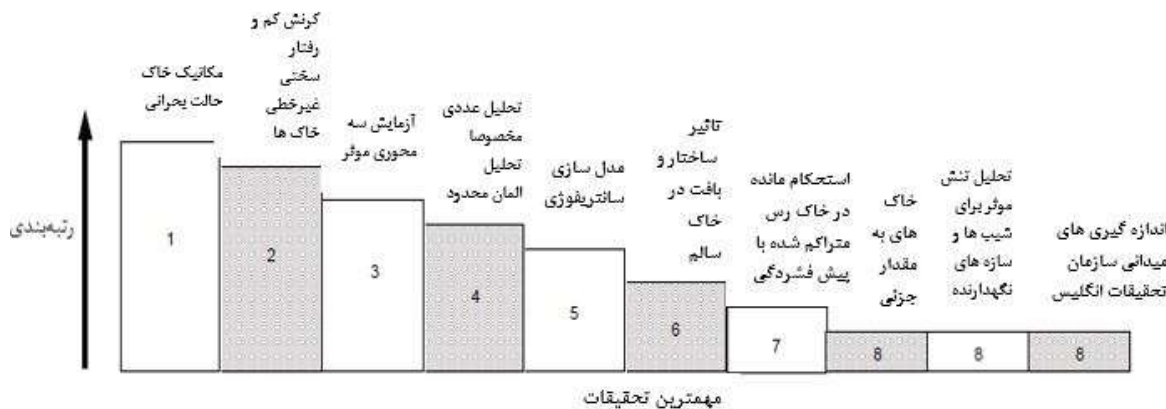 مکانیک خاک
حالت بحرانی
کرنش کم و
رفتار
سختی
غیرخطی
خاک ها
آزمایش سه
محوری موثر
تحلیل عددی
مخصوصا
تحلیل
المان محدود
مدل سازی
سانتریفوژی
تاثیر
ساختار و
بافت در
خاک
سالم
استحکام مانده
در خاک رس
متراکم شده با
پیش فشردگی
خاک
های به
مقدار
جزئی
تحلیل تنش
موثر برای
شیب ها و
سازه های
نگهدارنده
اندازه گیری های
میدانی سازمان
تحقیقات انگلیس
رتبه‌بندی
1
2
3
4
5
6
7
8
8
8
مهمترین تحقیقات